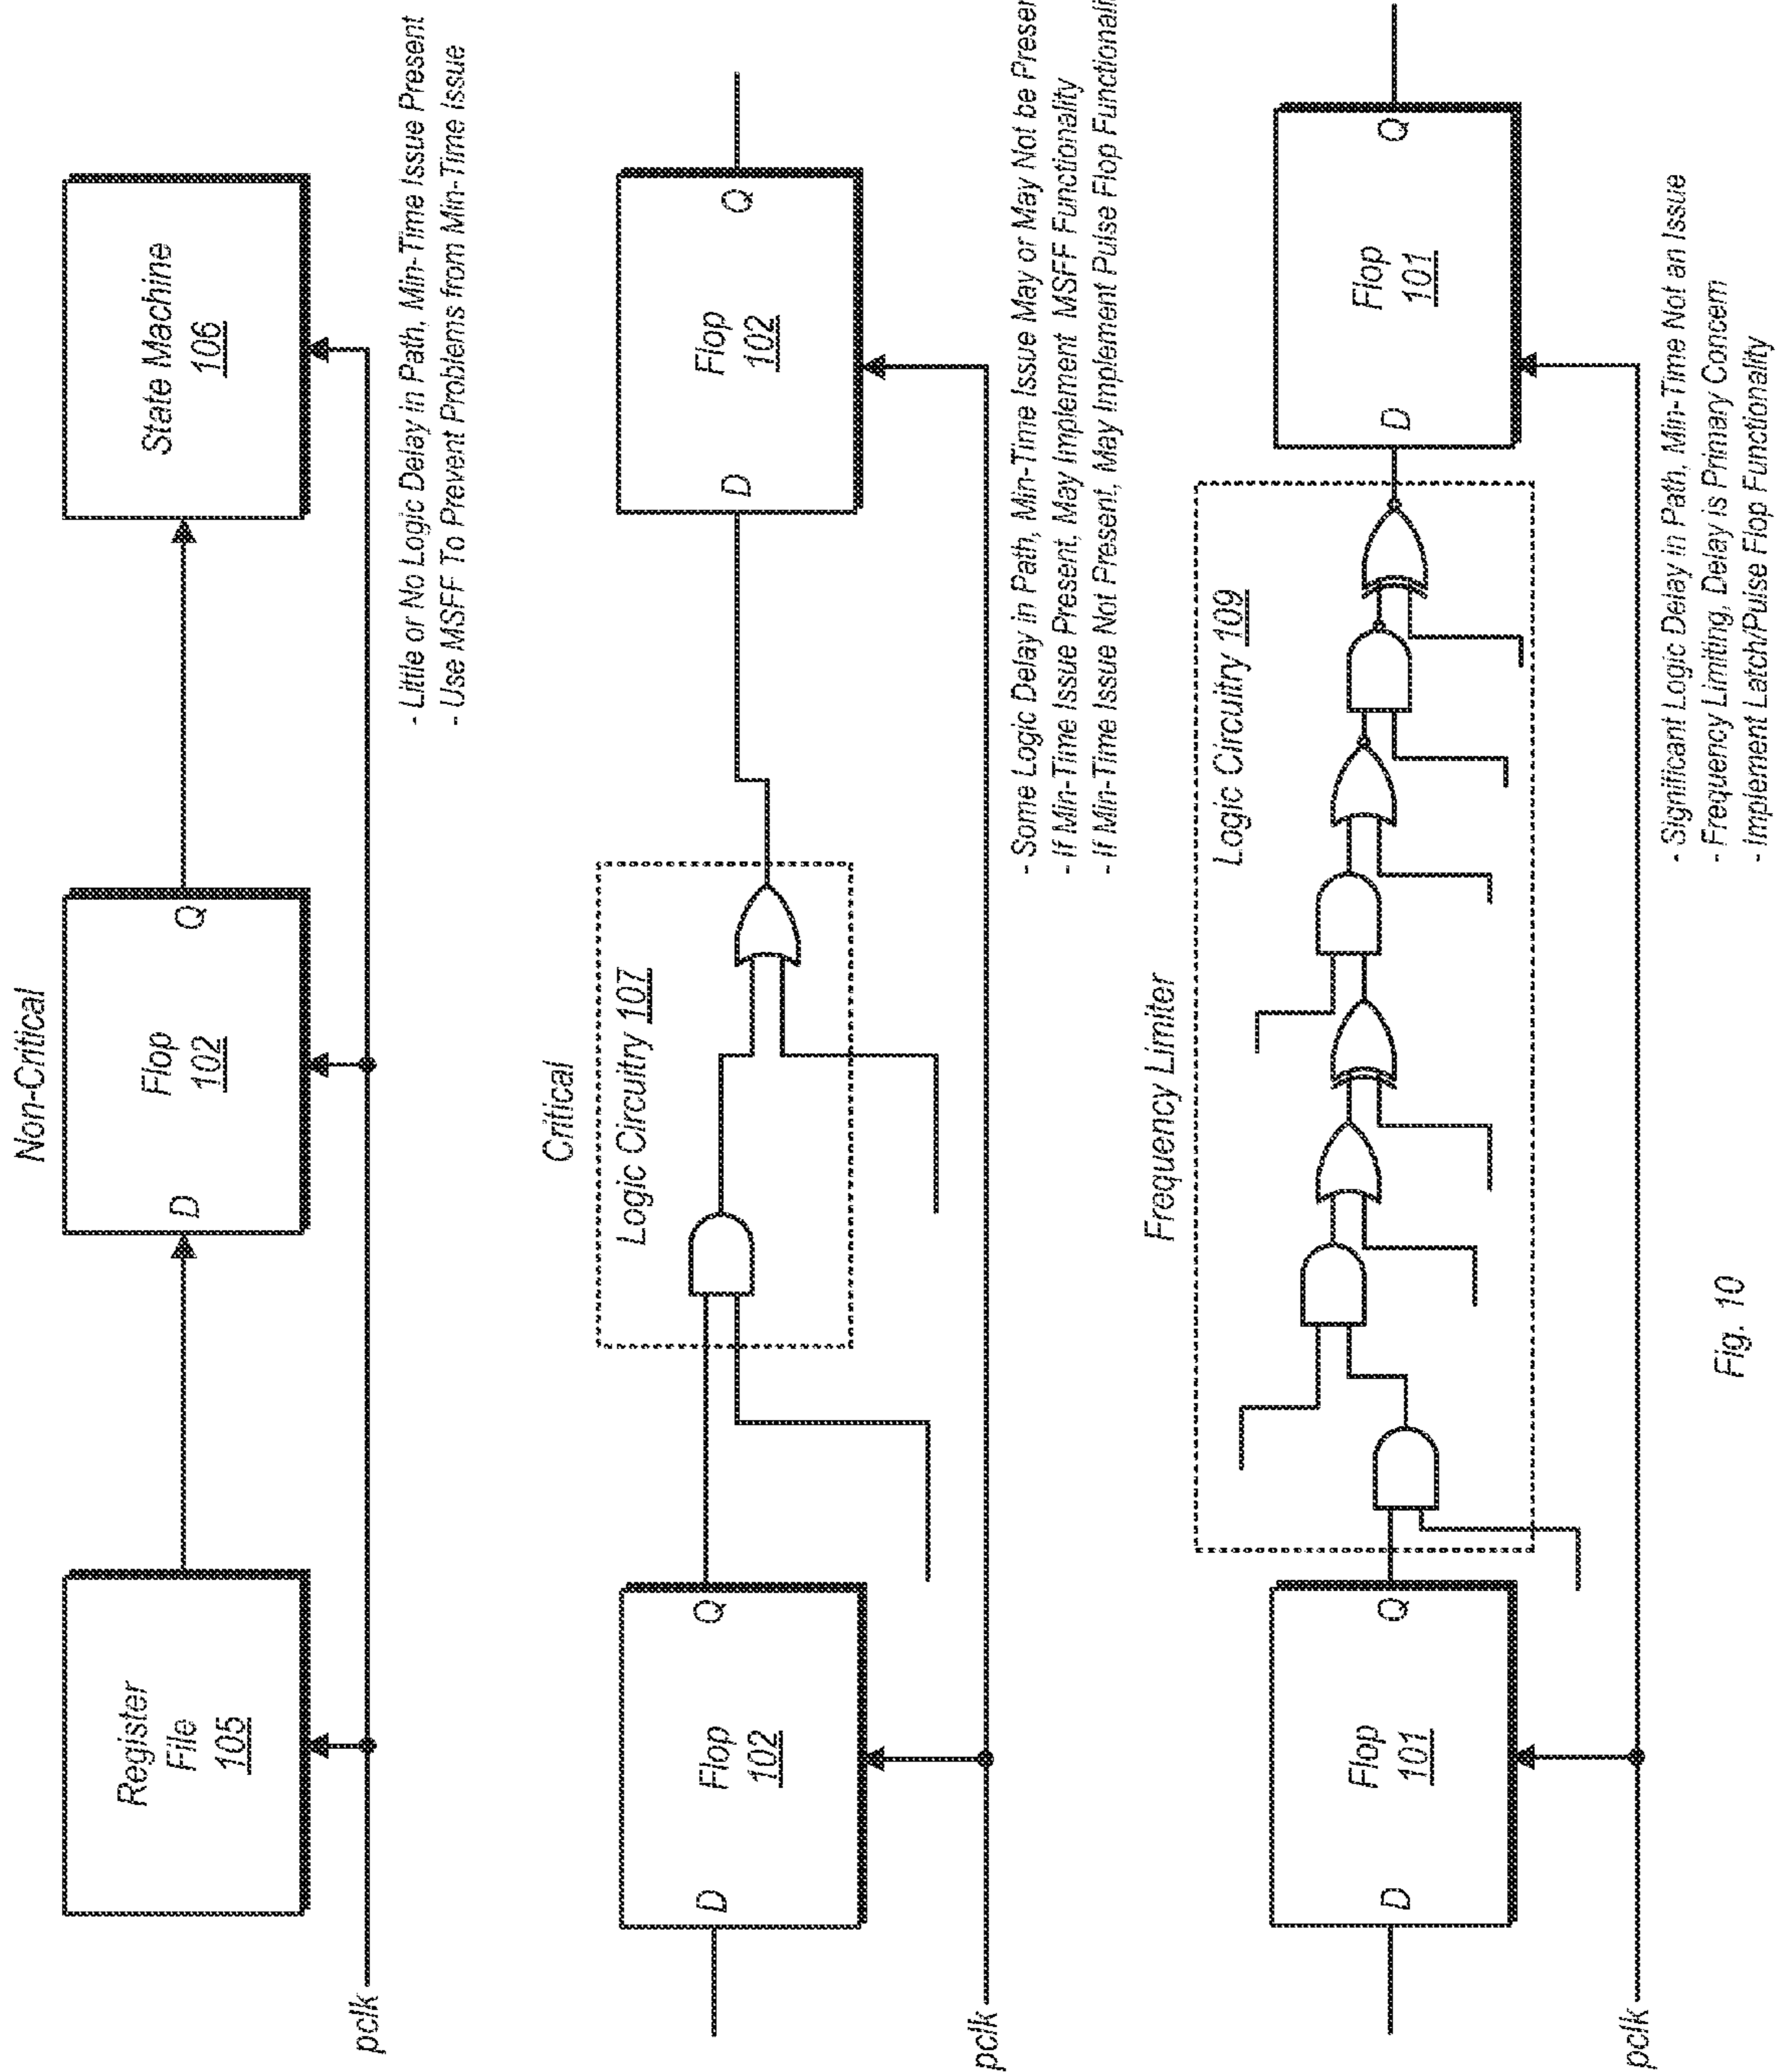 Non-Critical
Register
File
105
D
Flop
102
Q
State Machine
106
pclk
- Little or No Logic Delay in Path, Min-Time Issue Present
- Use MSFF To Prevent Problems from Min-Time Issue
Critical
D
Flop
102
Q
Logic Circuitry 107
D
Flop
102
Q
pclk
- Some Logic Delay in Path, Min-Time Issue May or May Not be
- If Min-Time Issue Present, May Implement MSFF Functionality
- If Min-Time Issue Not Present, May Implement Pulse Flop
Frequency Limiter
D
Flop
101
Q
Logic Circuitry 109
D
Flop
101
Q
pclk
- Significant Logic Delay in Path, Min-Time Not an Issue
- Frequency Limiting, Delay is Primary Concern
- Implement Latch/Pulse Flop Functionality
Fig. 10